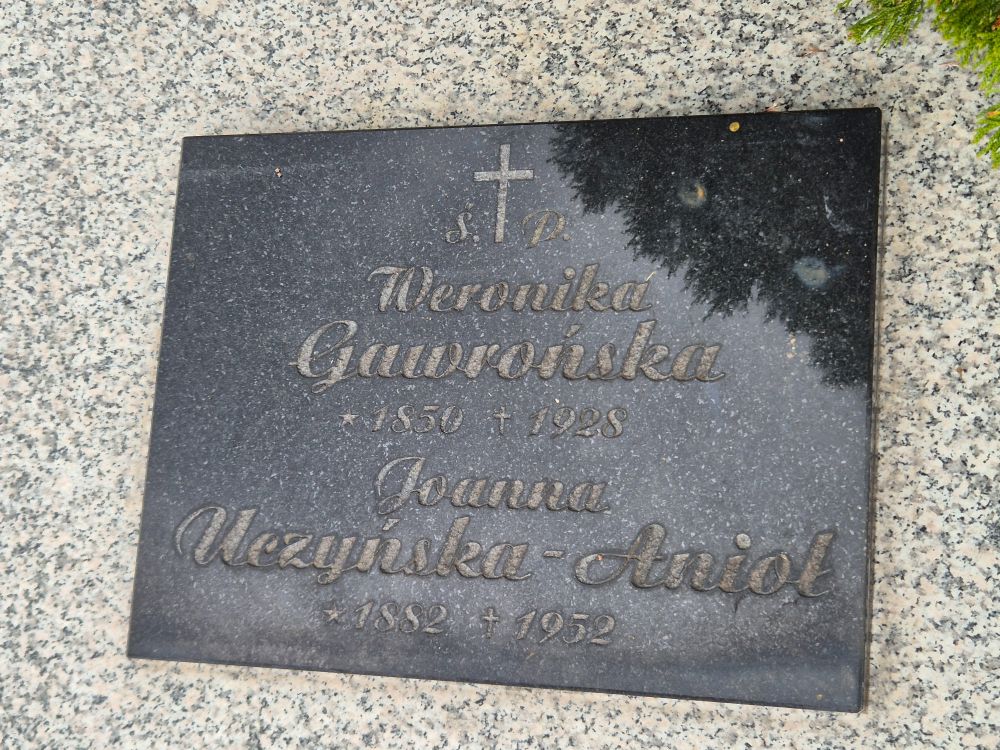 Ś. P.
Weronika
Gawrońska
* 1850 † 1928
Joanna
Uczyńska-Anioł
* 1882 † 1952